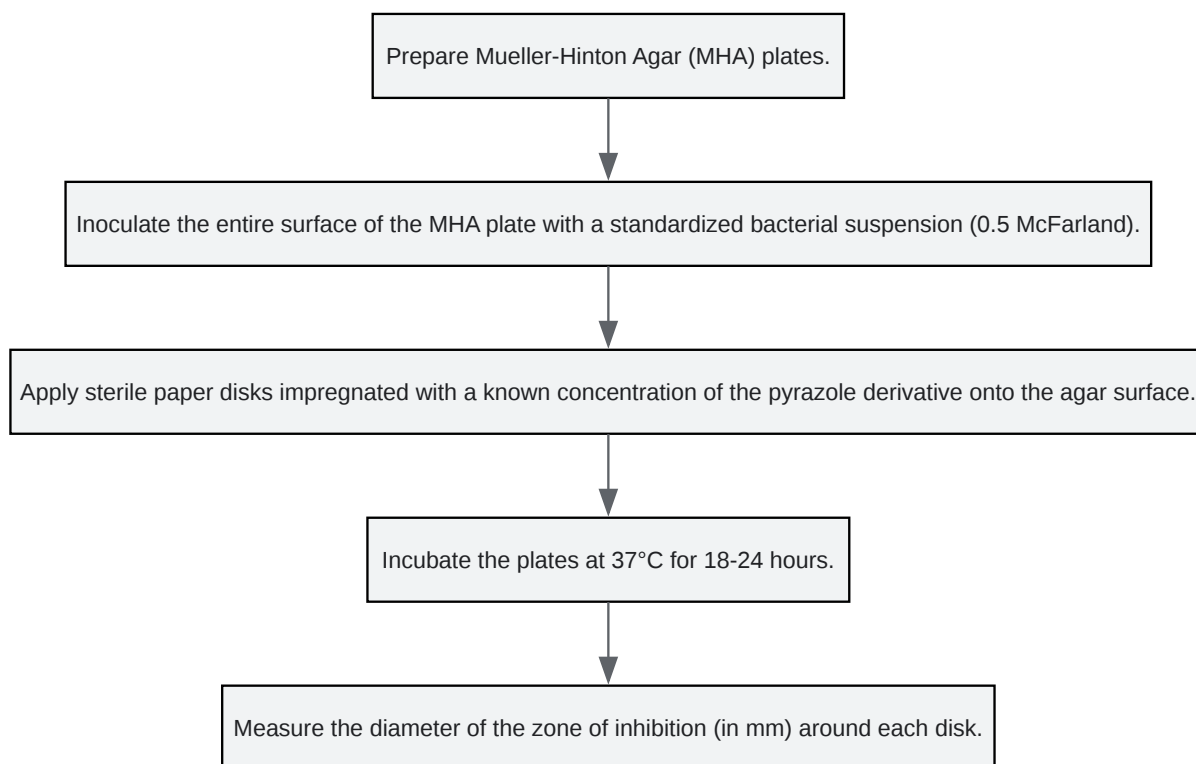 Prepare Mueller-Hinton Agar (MHA) plates.
Inoculate the entire surface of the MHA plate with a standardized bacterial suspension (0.5 McFarland).
Apply sterile paper disks impregnated with a known concentration of the pyrazole derivative onto the agar surface.
Incubate the plates at 37°C for 18-24 hours.
Measure the diameter of the zone of inhibition (in mm) around each disk.